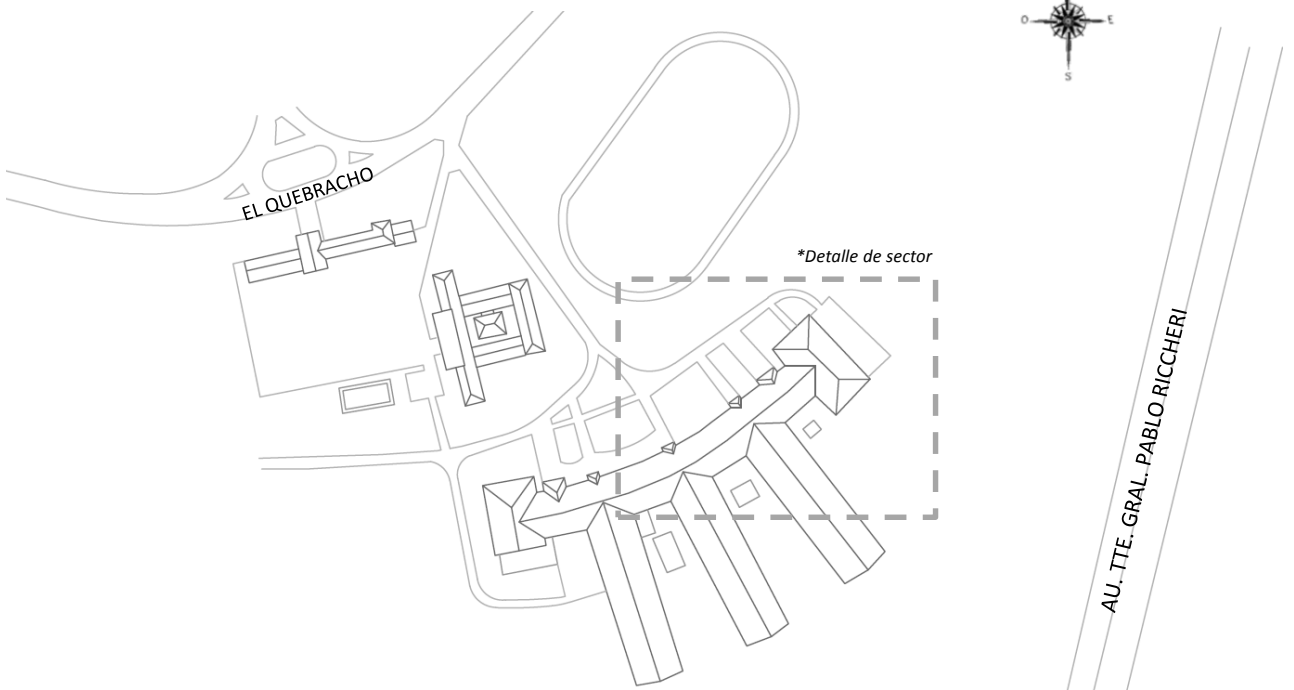 O E
S
EL QUEBRACHO
*Detalle de sector
AU. TTE. GRAL. PABLO RICCHERI